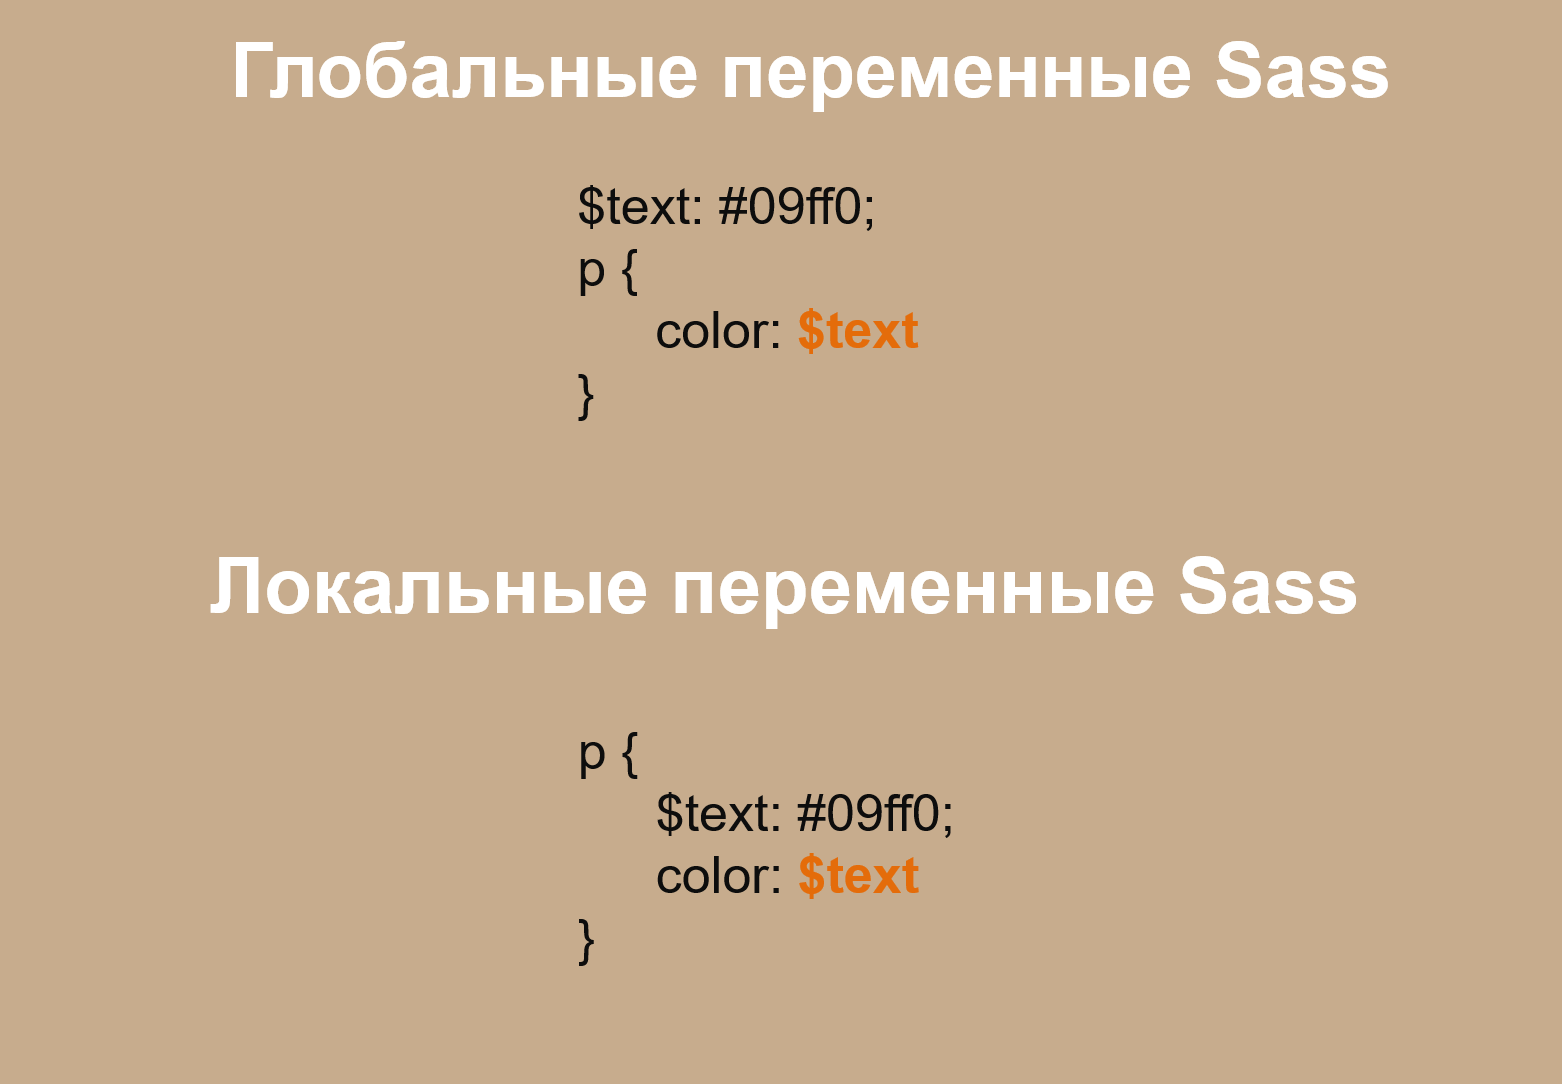 Глобальные переменные Sass
$text: #09ff0;
p {
color: $text
}
Локальные переменные Sass
p {
$text: #09ff0;
color: $text
}